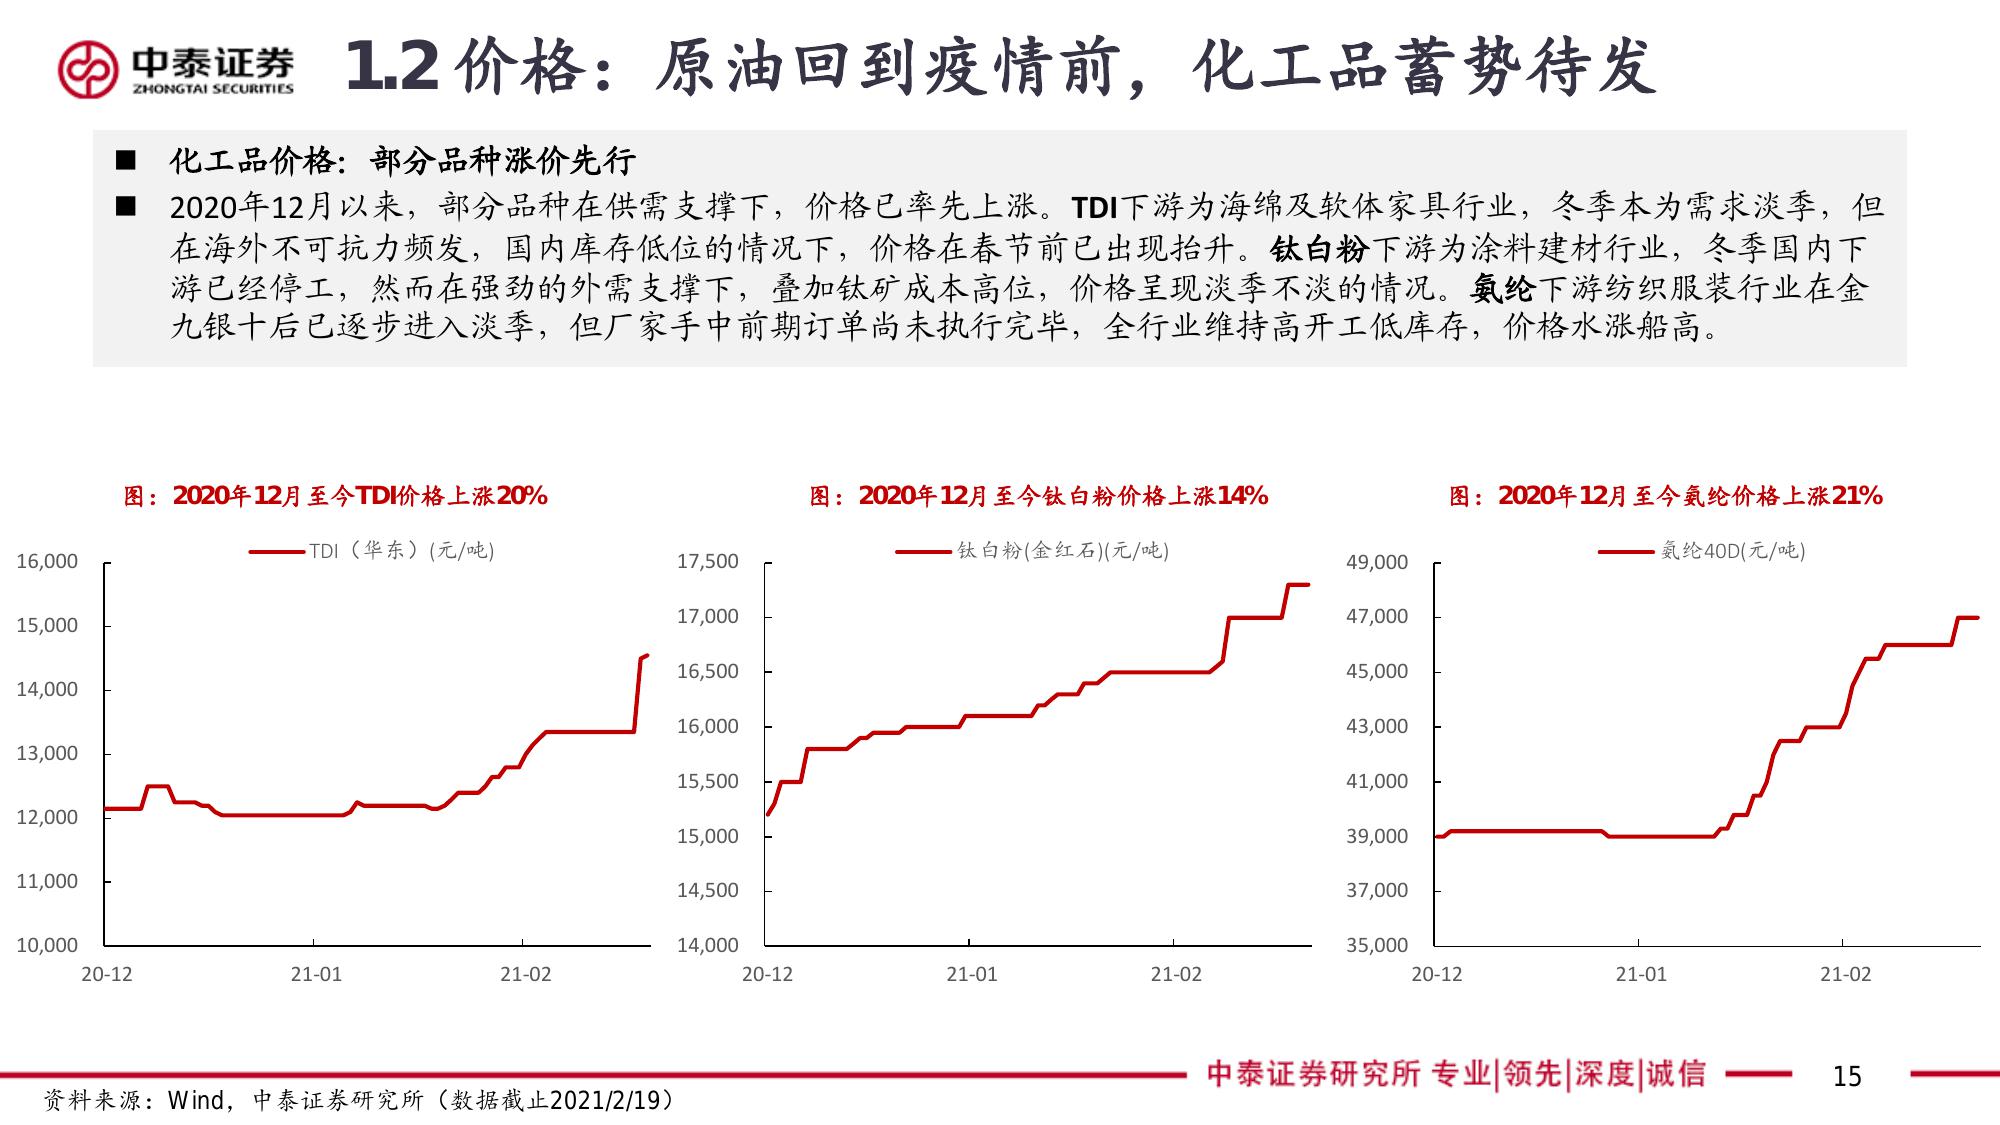 中泰证券
ZHONGTAI SECURITIES
1.2 价格：原油回到疫情前，化工品蓄势待发
■ 化工品价格：部分品种涨价先行
■ 2020年12月以来，部分品种在供需支撑下，价格已率先上涨。TDI下游为海绵及软体家具行业，冬季本为需求淡季，但
在海外不可抗力频发，国内库存低位的情况下，价格在春节前已出现抬升。钛白粉下游为涂料建材行业，冬季国内下
游已经停工，然而在强劲的外需支撑下，叠加钛矿成本高位，价格呈现淡季不淡的情况。氨纶下游纺织服装行业在金
九银十后已逐步进入淡季，但厂家手中前期订单尚未执行完毕，全行业维持高开工低库存，价格水涨船高。
图：2020年12月至今TDI价格上涨20%
TDI（华东）(元/吨)
16,000
15,000
14,000
13,000
12,000
11,000
10,000
20-12 21-01 21-02
图：2020年12月至今钛白粉价格上涨14%
钛白粉(金红石)(元/吨)
17,500
17,000
16,500
16,000
15,500
15,000
14,500
14,000
20-12 21-01 21-02
图：2020年12月至今氨纶价格上涨21%
氨纶40D(元/吨)
49,000
47,000
45,000
43,000
41,000
39,000
37,000
35,000
20-12 21-01 21-02
中泰证券研究所 专业|领先|深度|诚信
15
资料来源：Wind，中泰证券研究所（数据截止2021/2/19）